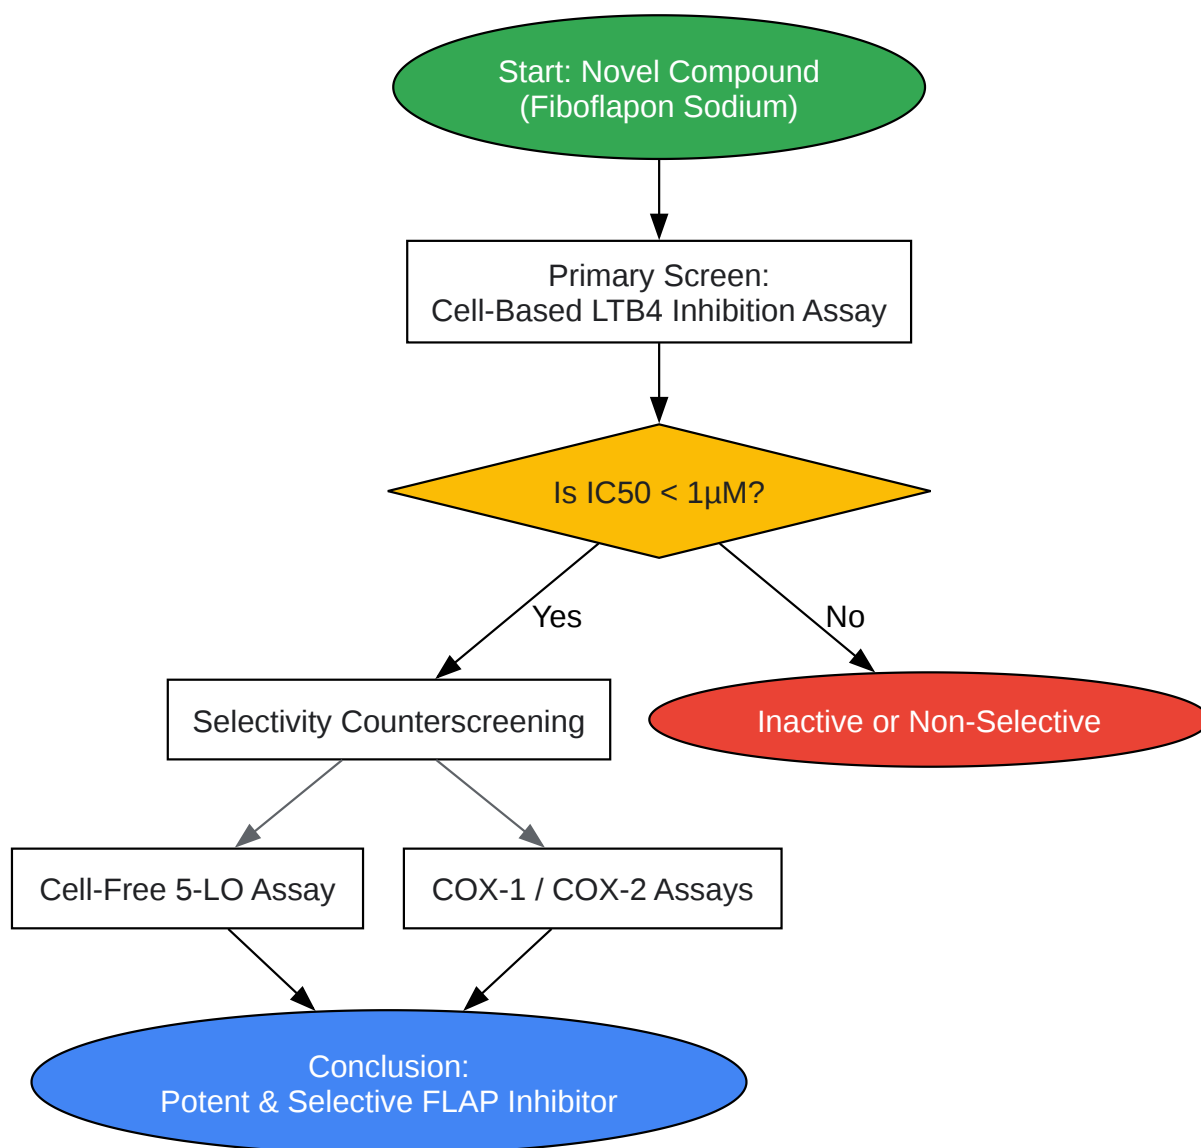 Start: Novel Compound
(Fiboflapon Sodium)
Primary Screen:
Cell-Based LTB4 Inhibition Assay
Is IC50 < 1µM?
Yes
No
Selectivity Counterscreening
Inactive or Non-Selective
Cell-Free 5-LO Assay
COX-1 / COX-2 Assays
Conclusion:
Potent & Selective FLAP Inhibitor